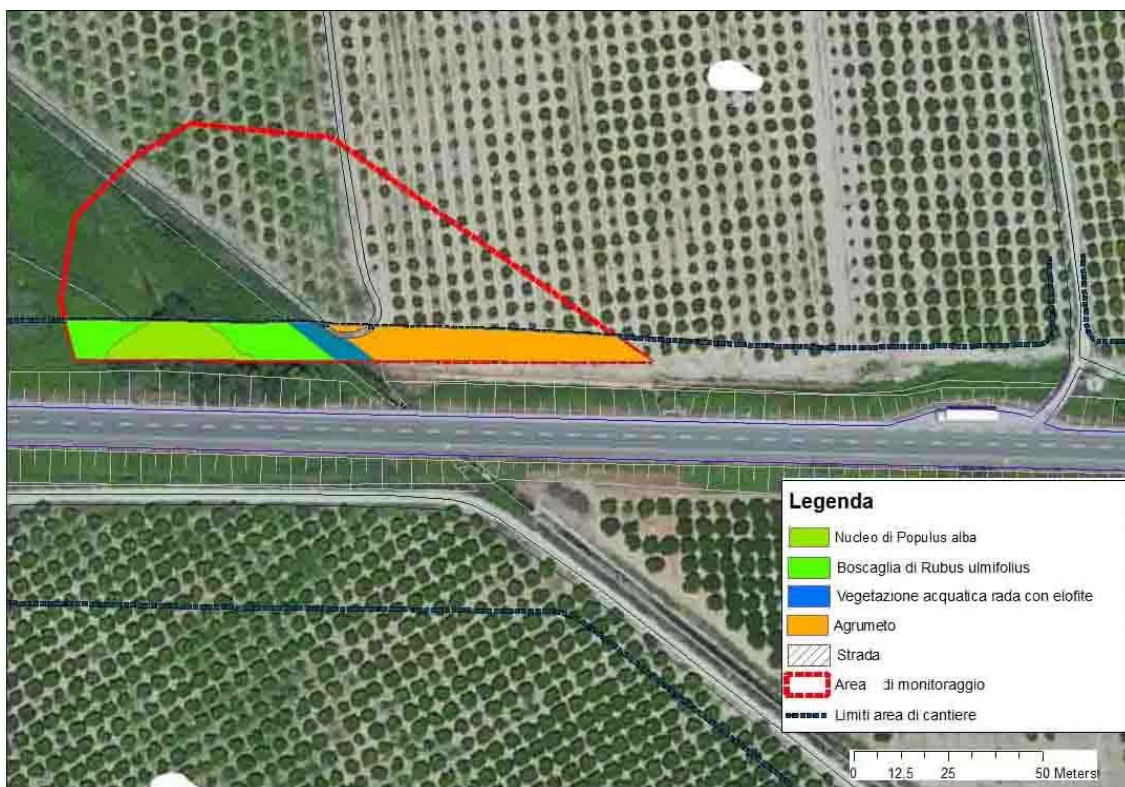 Legenda
Nucleo di Populus alba
Boscaglia di Rubus ulmifolius
Vegetazione acquatica rada con elofite
Agrumeto
Strada
Area di monitoraggio
Limiti area di cantiere
0 12.5 25 50 Meters